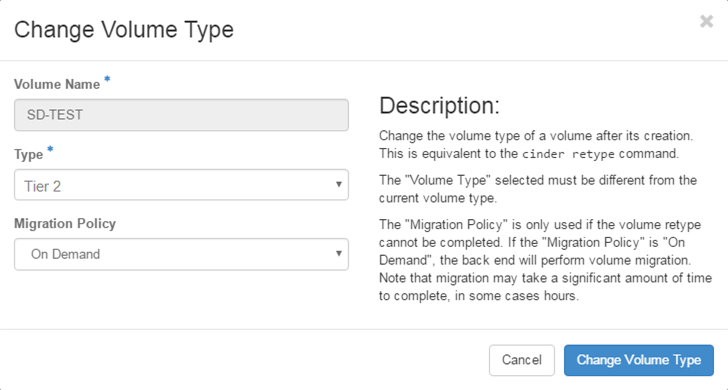 Change Volume Type
×
Volume Name *
SD-TEST
Type *
Tier 2
Migration Policy
On Demand
Description:
Change the volume type of a volume after its creation.
This is equivalent to the cinder retype command.
The "Volume Type" selected must be different from the
current volume type.
The "Migration Policy" is only used if the volume retype
cannot be completed. If the "Migration Policy" is "On
Demand", the back end will perform volume migration.
Note that migration may take a significant amount of time
to complete, in some cases hours.
Cancel
Change Volume Type